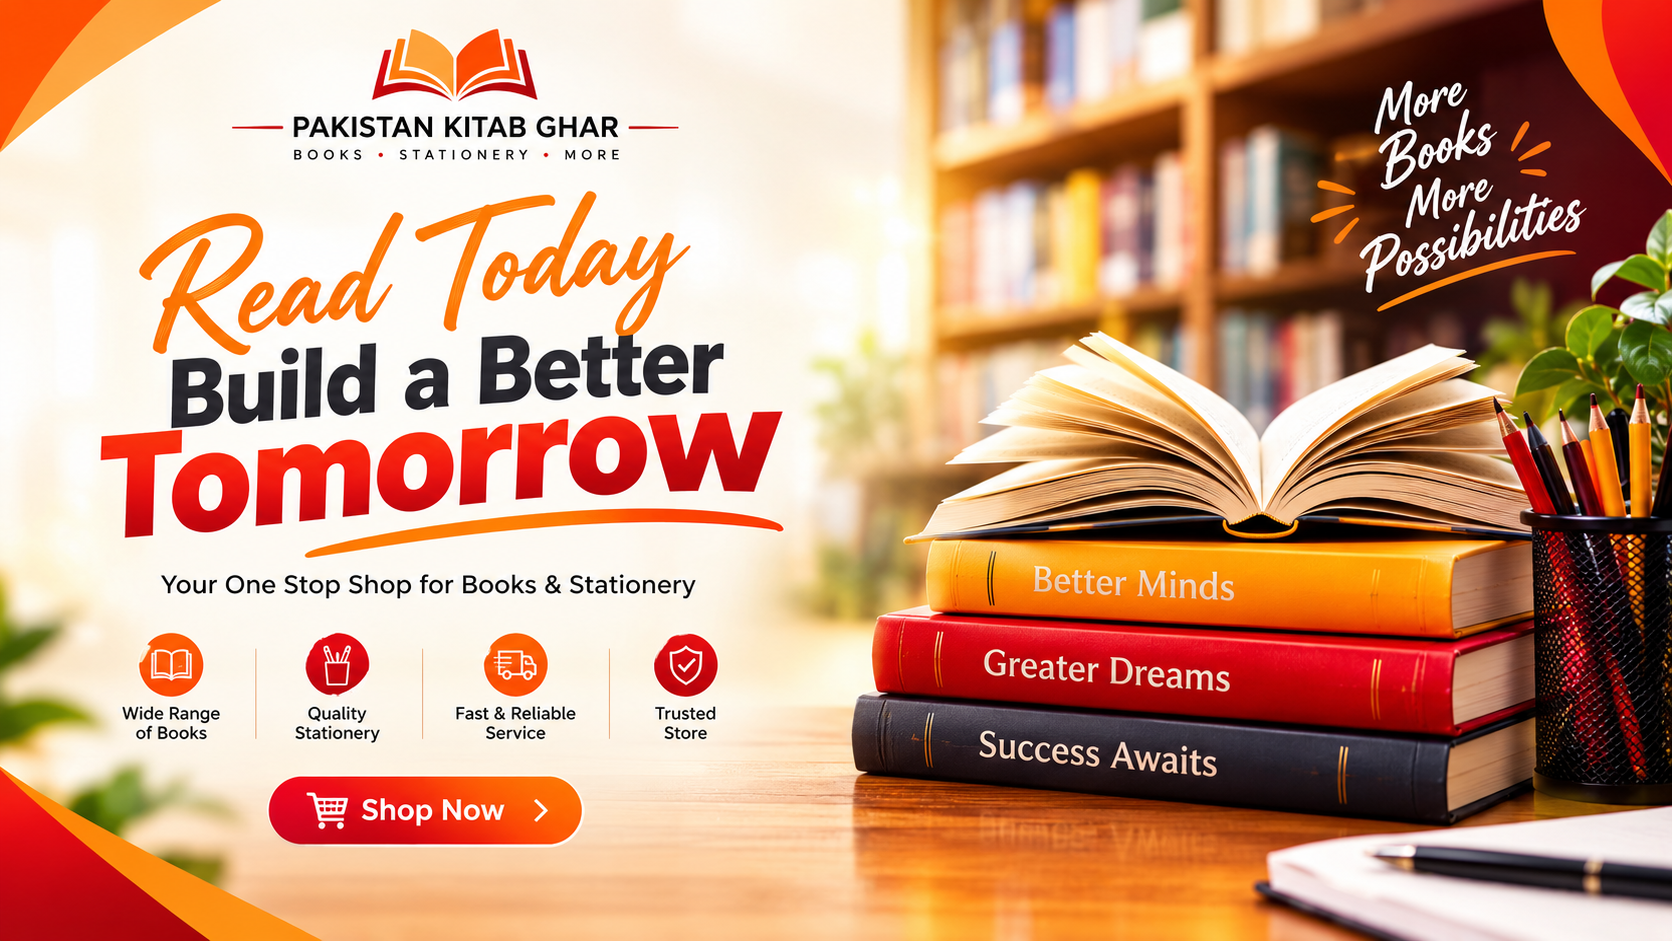 PAKISTAN KITAB GHAR
BOOKS • STATIONERY • MORE
Read Today
Build a Better
Tomorrow
Your One Stop Shop for Books & Stationery
Wide Range
of Books
Quality
Stationery
Fast & Reliable
Service
Trusted
Store
Shop Now
More
Books
More
Possibilities
Better Minds
Greater Dreams
Success Awaits